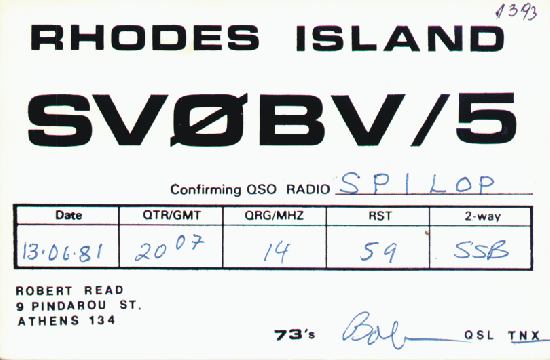 1393
RHODES ISLAND
SVØBV/5
Confirming QSO RADIO SP1LOP
Date QTR/GMT QRG/MHZ RST 2-way
13.06.81 2007 14 59 SSB
ROBERT READ
9 PINDAROU ST.
ATHENS 134
73's Bob QSL TNX